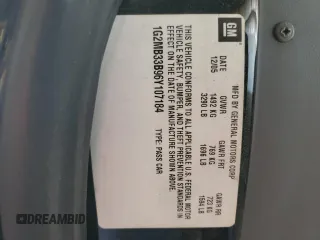 GM
MFD BY GENERAL MOTORS CORP
DATE GVWR GAWR FRT GAWR RR
12/05 1492 KG 769 KG 723 KG
3290 LB 1696 LB 1594 LB
THIS VEHICLE CONFORMS TO ALL APPLICABLE U.S. FEDERAL MOTOR
VEHICLE SAFETY, BUMPER, AND THEFT PREVENTION STANDARDS IN
EFFECT ON THE DATE OF MANUFACTURE SHOWN ABOVE.
1G2MB33B96Y107184 TYPE: PASS CAR
DREAMBID